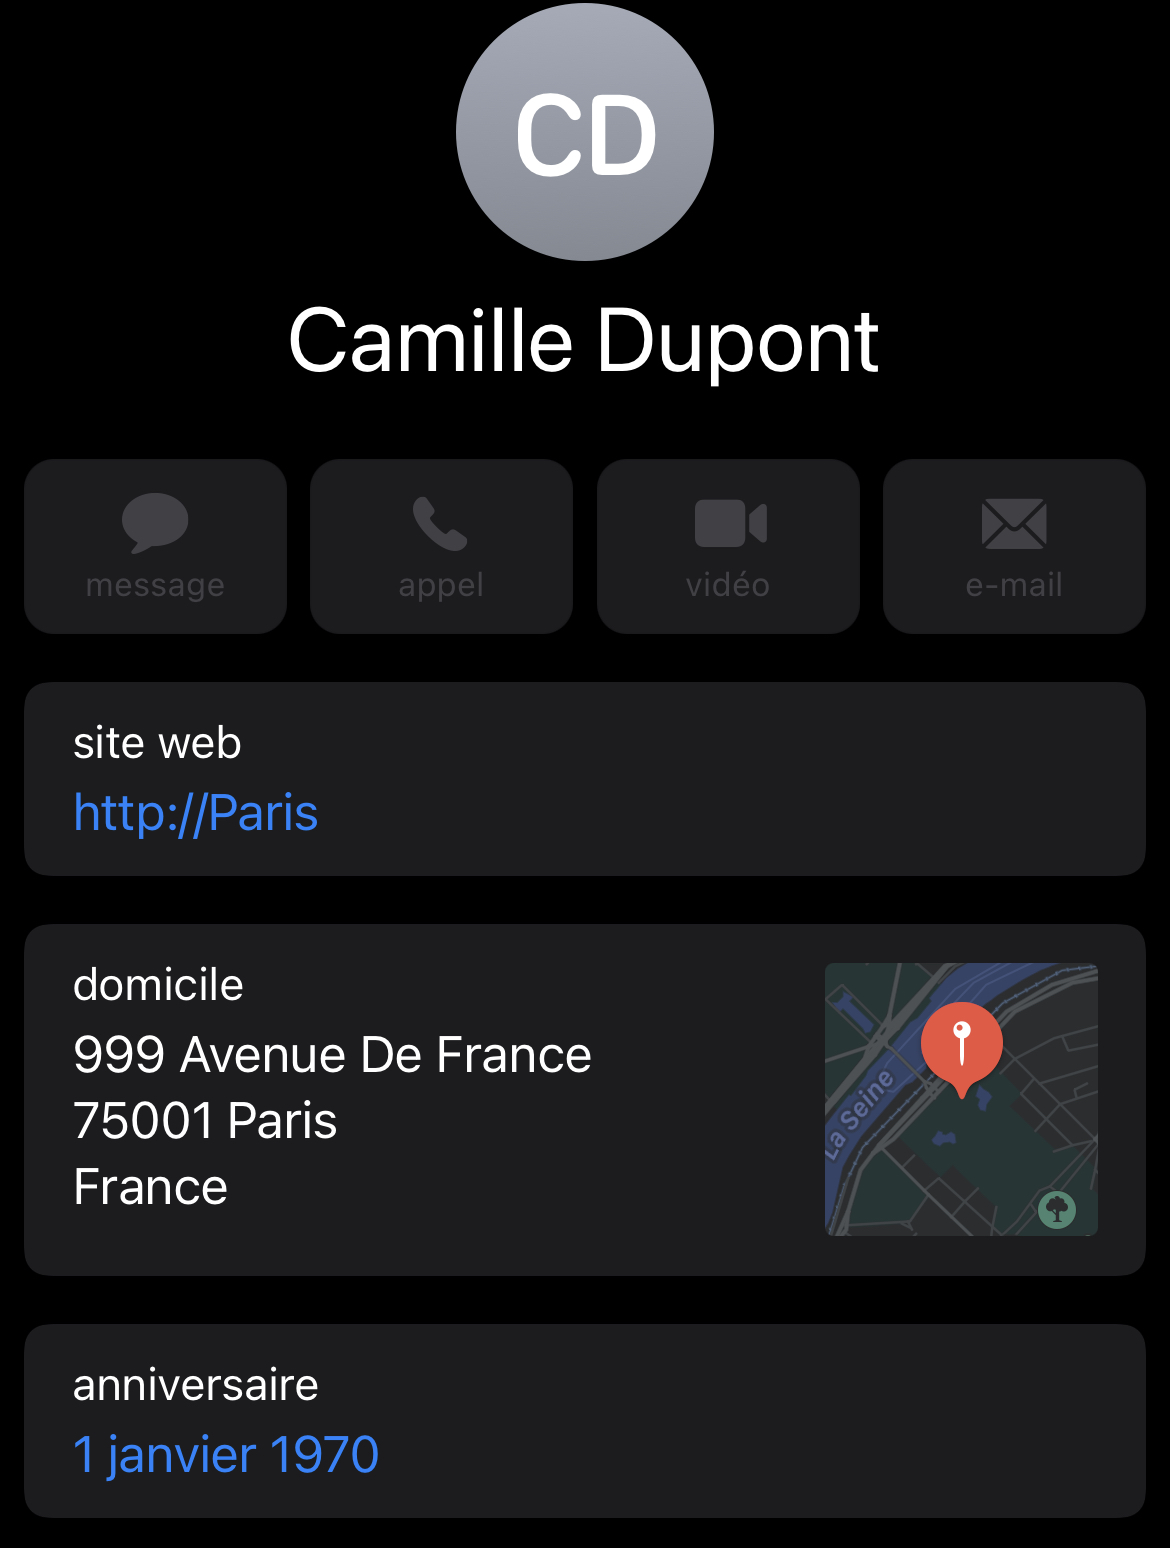 CD
Camille Dupont
message
appel
vidéo
e-mail
site web
http://Paris
domicile
999 Avenue De France
75001 Paris
France
La Seine
anniversaire
1 janvier 1970